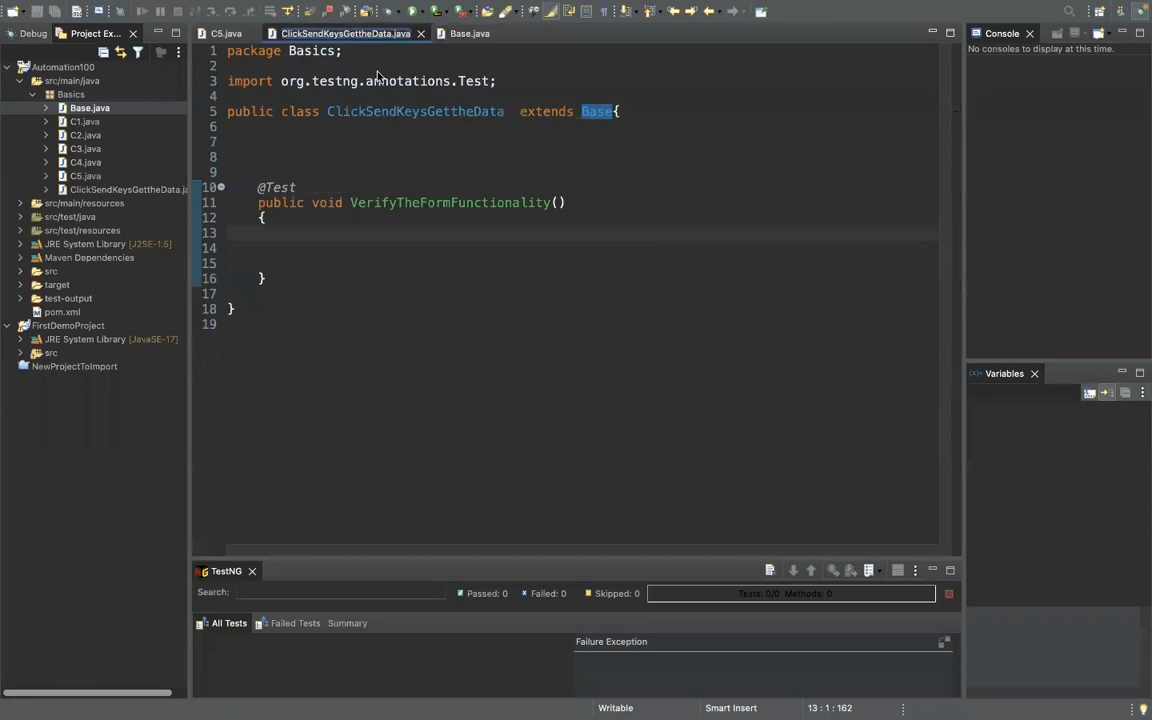 Debug
Project Ex...
C5.java
ClickSendKeysGettheData.java
Base.java
Console
No consoles to display at this time.
Automation100
src/main/java
Basics
Base.java
C1.java
C2.java
C3.java
C4.java
C5.java
ClickSendKeysGettheData.ja
src/main/resources
src/test/java
src/test/resources
JRE System Library [J2SE-1.5]
Maven Dependencies
src
target
test-output
pom.xml
FirstDemoProject
JRE System Library [JavaSE-17]
src
NewProjectToImport
1 package Basics;
2
3 import org.testng.annotations.Test;
4
5 public class ClickSendKeysGettheData extends Base{
6
7
8
9
10 @Test
11 public void VerifyTheFormFunctionality()
12 {
13
14
15
16 }
17
18 }
19
(x)= Variables
TestNG
Search:
Passed: 0
Failed: 0
Skipped: 0
Tests: 0/0 Methods: 0
All Tests
Failed Tests
Summary
Failure Exception
Writable
Smart Insert
13 : 1 : 162